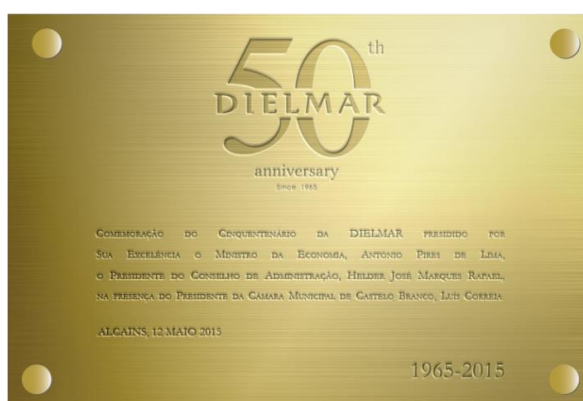 50th
DIELMAR
anniversary
Since 1965
Comemoração do Cinquentenário da DIELMAR presidido por
Sua Excelência o Ministro da Economia, António Pires de Lima,
o Presidente do Conselho de Administração, Helder José Marques Rafael,
na presença do Presidente da Câmara Municipal de Castelo Branco, Luís Correia
ALCAINS, 12 MAIO 2015
1965-2015